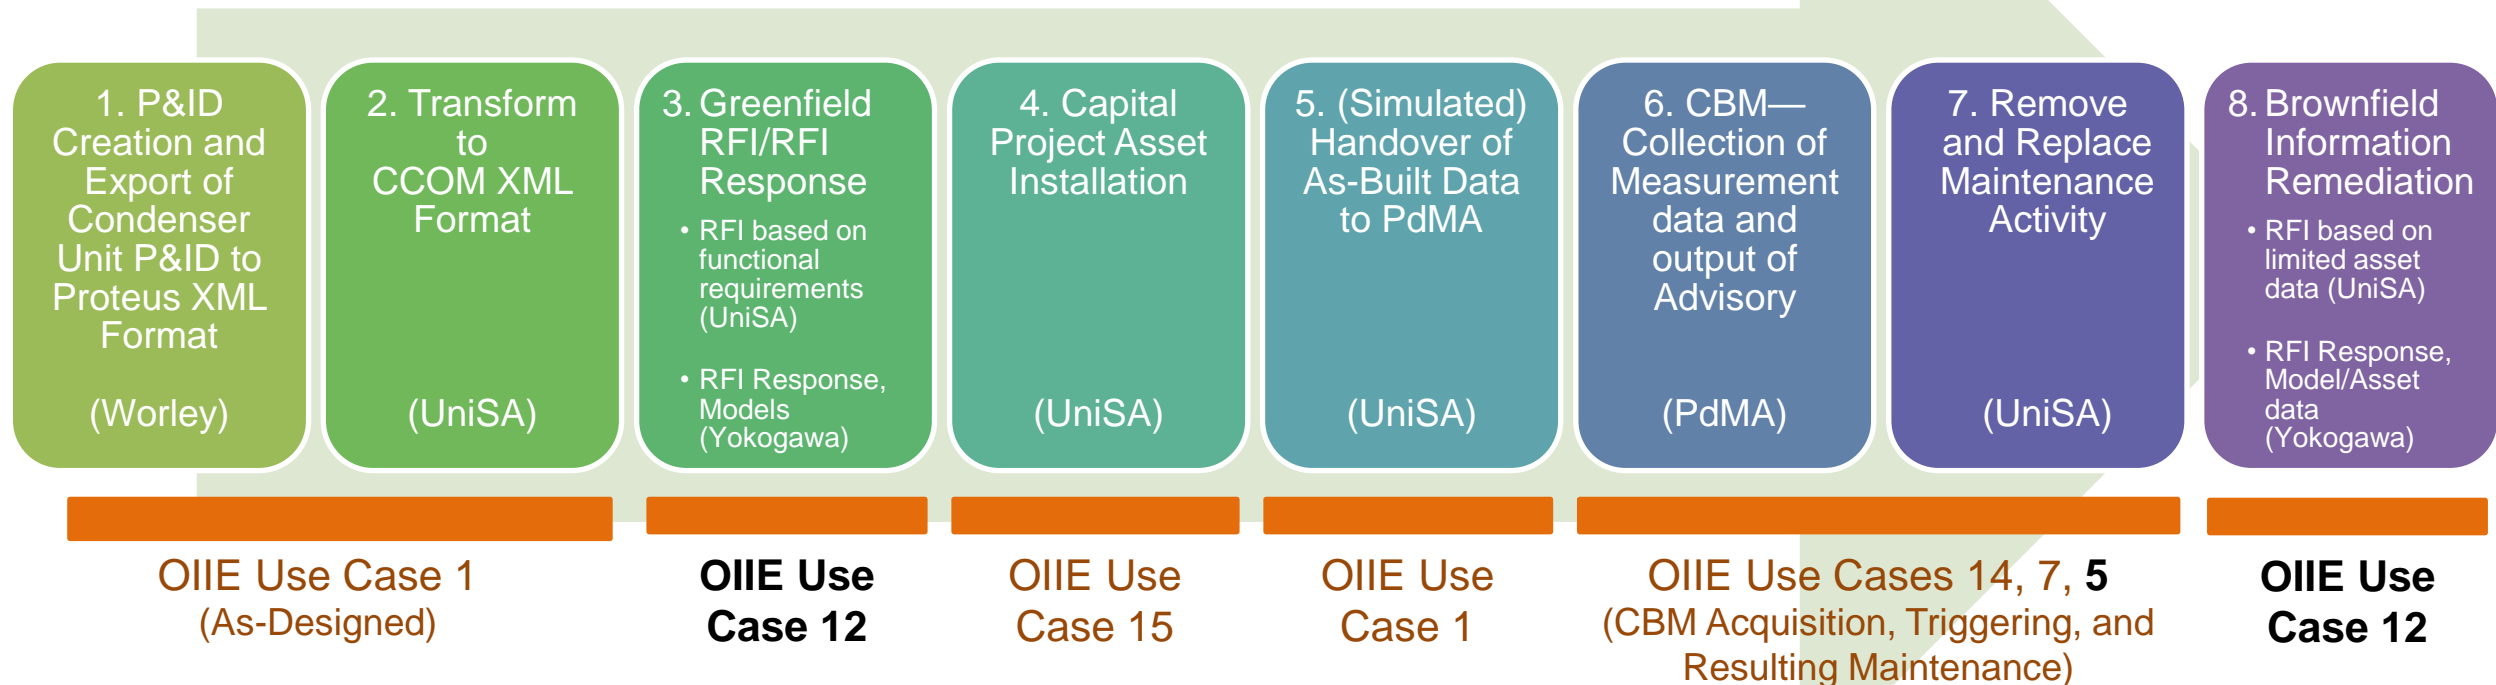 1. P&ID
Creation and
Export of
Condenser
Unit P&ID to
Proteus XML
Format
(Worley)
2. Transform
to
CCOM XML
Format
(UniSA)
3. Greenfield
RFI/RFI
Response
• RFI based on
functional
requirements
(UniSA)
• RFI Response,
Models
(Yokogawa)
4. Capital
Project Asset
Installation
(UniSA)
5. (Simulated)
Handover of
As-Built Data
to PdMA
(UniSA)
6. CBM—
Collection of
Measurement
data and
output of
Advisory
(PdMA)
7. Remove
and Replace
Maintenance
Activity
(UniSA)
8. Brownfield
Information
Remediation
• RFI based on
limited asset
data (UniSA)
• RFI Response,
Model/Asset
data
(Yokogawa)
OIIE Use Case 1
(As-Designed)
OIIE Use
Case 12
OIIE Use
Case 15
OIIE Use
Case 1
OIIE Use Cases 14, 7, 5
(CBM Acquisition, Triggering, and
Resulting Maintenance)
OIIE Use
Case 12